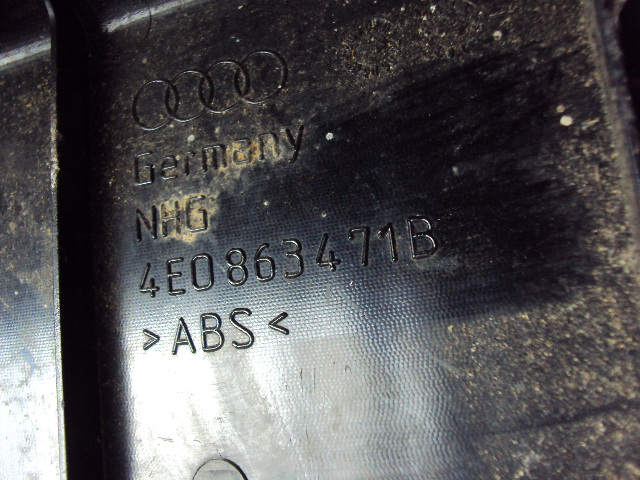 Germany
NHG
4E0863471B
>ABS<